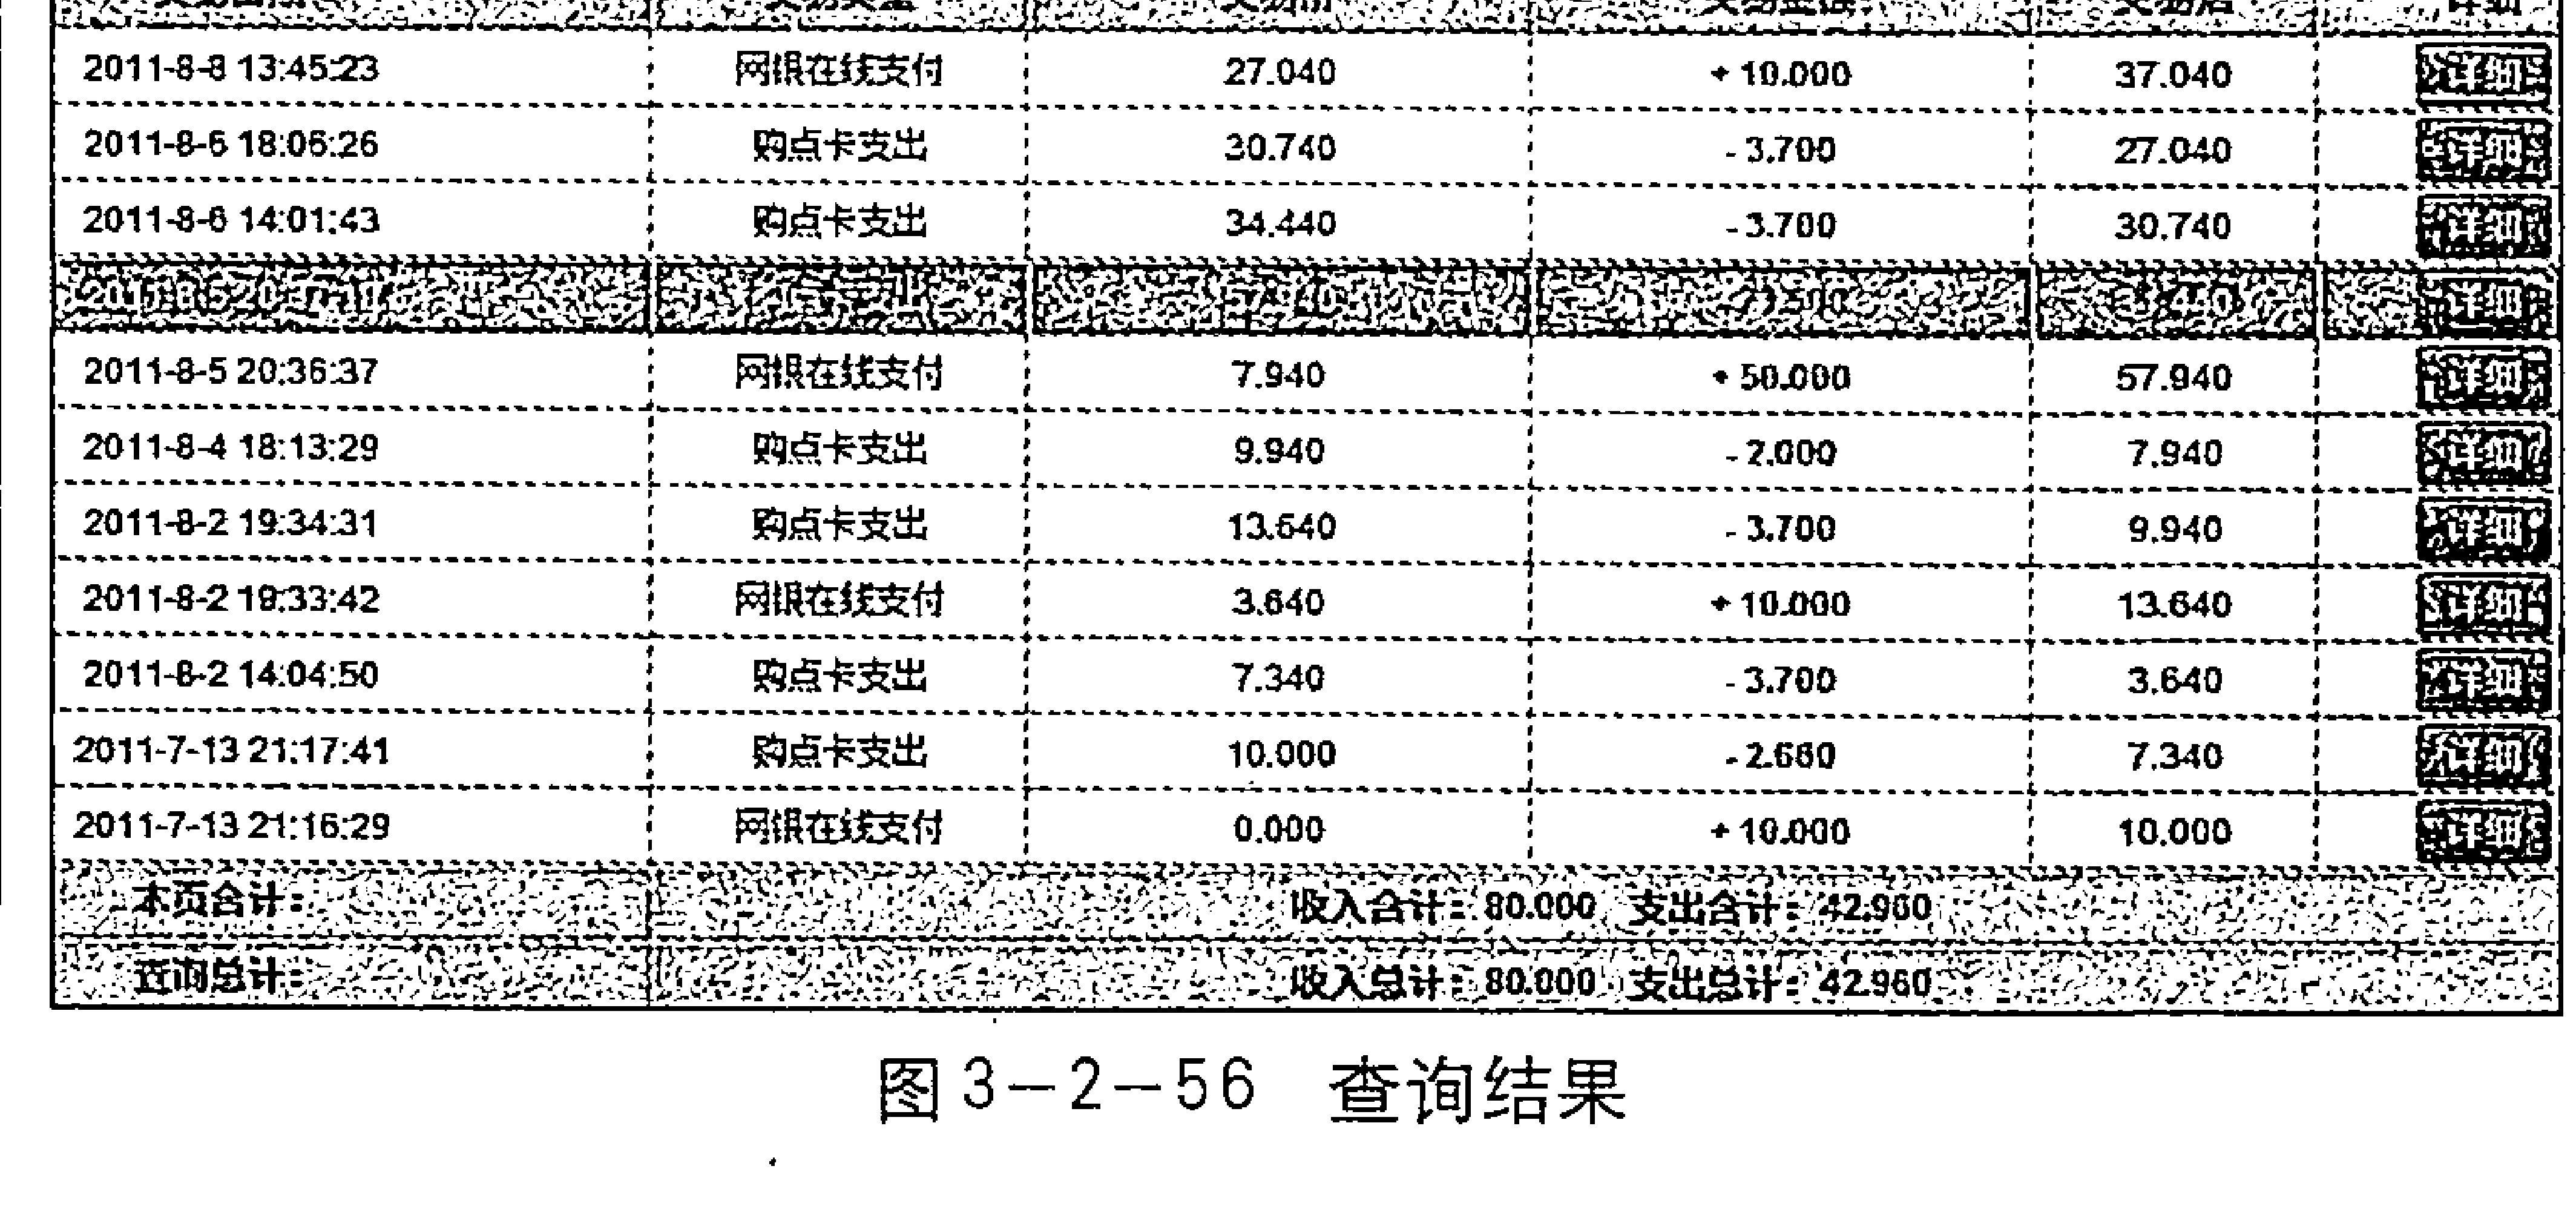 2011-8-8 13:45:23 网银在线支付 27.040 +10.000 37.040 详细
2011-8-6 18:06:26 购点卡支出 30.740 -3.700 27.040 详细
2011-8-6 14:01:43 购点卡支出 34.440 -3.700 30.740 详细
详细
2011-8-5 20:36:37 网银在线支付 7.940 +50.000 57.940 详细
2011-8-4 18:13:29 购点卡支出 9.940 -2.000 7.940 详细
2011-8-2 19:34:31 购点卡支出 13.640 -3.700 9.940 详细
2011-8-2 19:33:42 网银在线支付 3.640 +10.000 13.640 详细
2011-8-2 14:04:50 购点卡支出 7.340 -3.700 3.640 详细
2011-7-13 21:17:41 购点卡支出 10.000 -2.660 7.340 详细
2011-7-13 21:16:29 网银在线支付 0.000 +10.000 10.000 详细
本页合计: 收入合计: 80.000 支出合计: 42.960
查询总计: 收入总计: 80.000 支出总计: 42.960
图3-2-56 查询结果